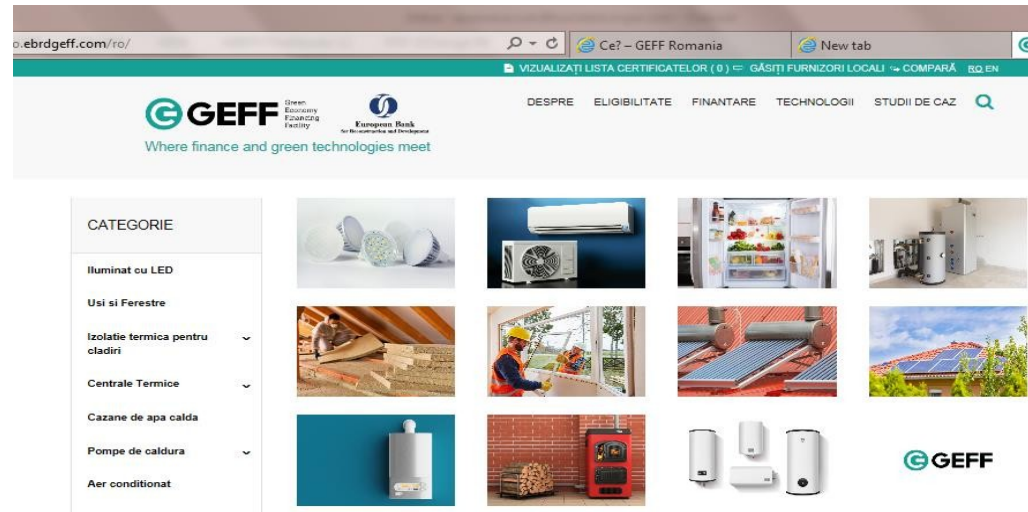 o.ebrdgeff.com/ro/
Ce? – GEFF Romania
New tab
VIZUALIZAȚI LISTA CERTIFICATELOR ( 0 )
GĂSIȚI FURNIZORI LOCALI
COMPARĂ
RO EN
GEFF
Green
Economy
Financing
Facility
European Bank
for Reconstruction and Development
DESPRE
ELIGIBILITATE
FINANTARE
TECHNOLOGII
STUDII DE CAZ
Where finance and green technologies meet
CATEGORIE
Iluminat cu LED
Usi si Ferestre
Izolatie termica pentru
cladiri
Centrale Termice
Cazane de apa calda
Pompe de caldura
Aer conditionat
GEFF